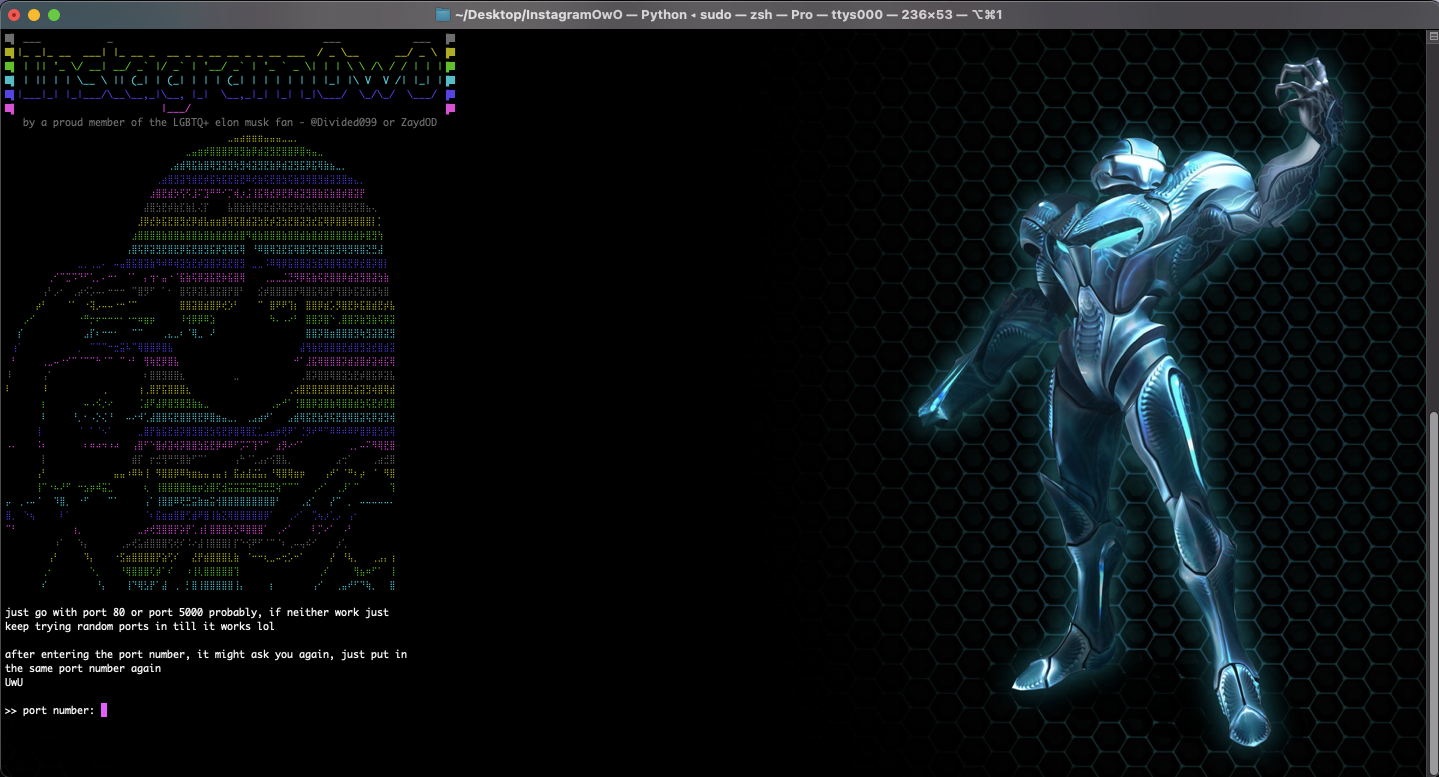 ~/Desktop/InstagramOwO — Python ◂ sudo — zsh — Pro — ttys000 — 236×53 — ⌥⌘1
InstagramOwO
by a proud member of the LGBTQ+ elon musk fan - @Divided099 or ZaydOD
just go with port 80 or port 5000 probably, if neither work just
keep trying random ports in till it works lol
after entering the port number, it might ask you again, just put in
the same port number again
UwU
>> port number: